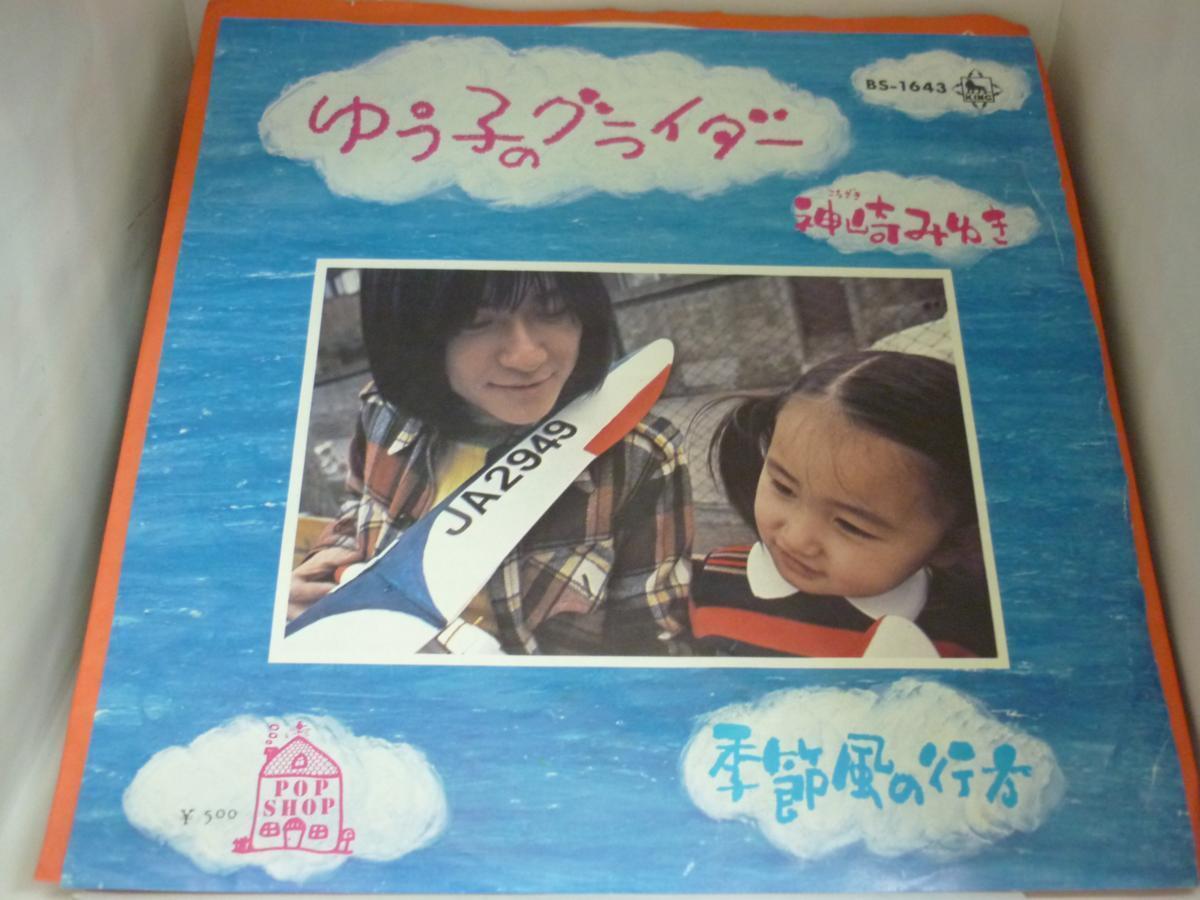 ゆう子のグライダー
BS-1643
KING
こうざき
神崎みゆき
JA2949
¥ 500
POP
SHOP
季節風の行方